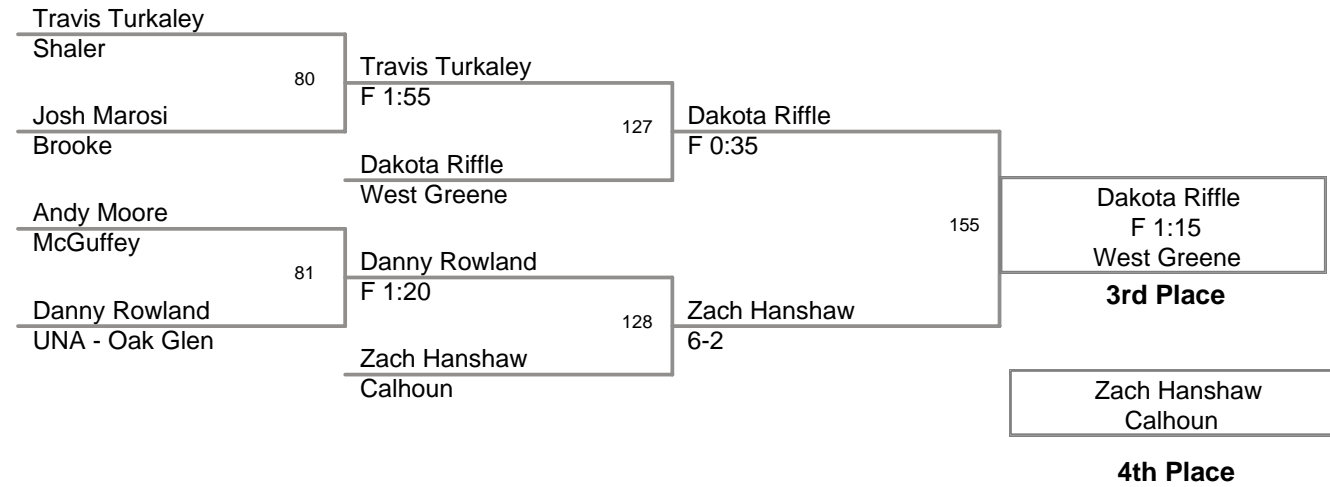 Travis Turkaley
Shaler
80
Josh Marosi
Brooke
Andy Moore
McGuffey
81
Danny Rowland
UNA - Oak Glen
Travis Turkaley
F 1:55
127
Dakota Riffle
West Greene
Danny Rowland
F 1:20
128
Zach Hanshaw
Calhoun
Dakota Riffle
F 0:35
155
Zach Hanshaw
6-2
Dakota Riffle
F 1:15
West Greene
3rd Place
Zach Hanshaw
Calhoun
4th Place